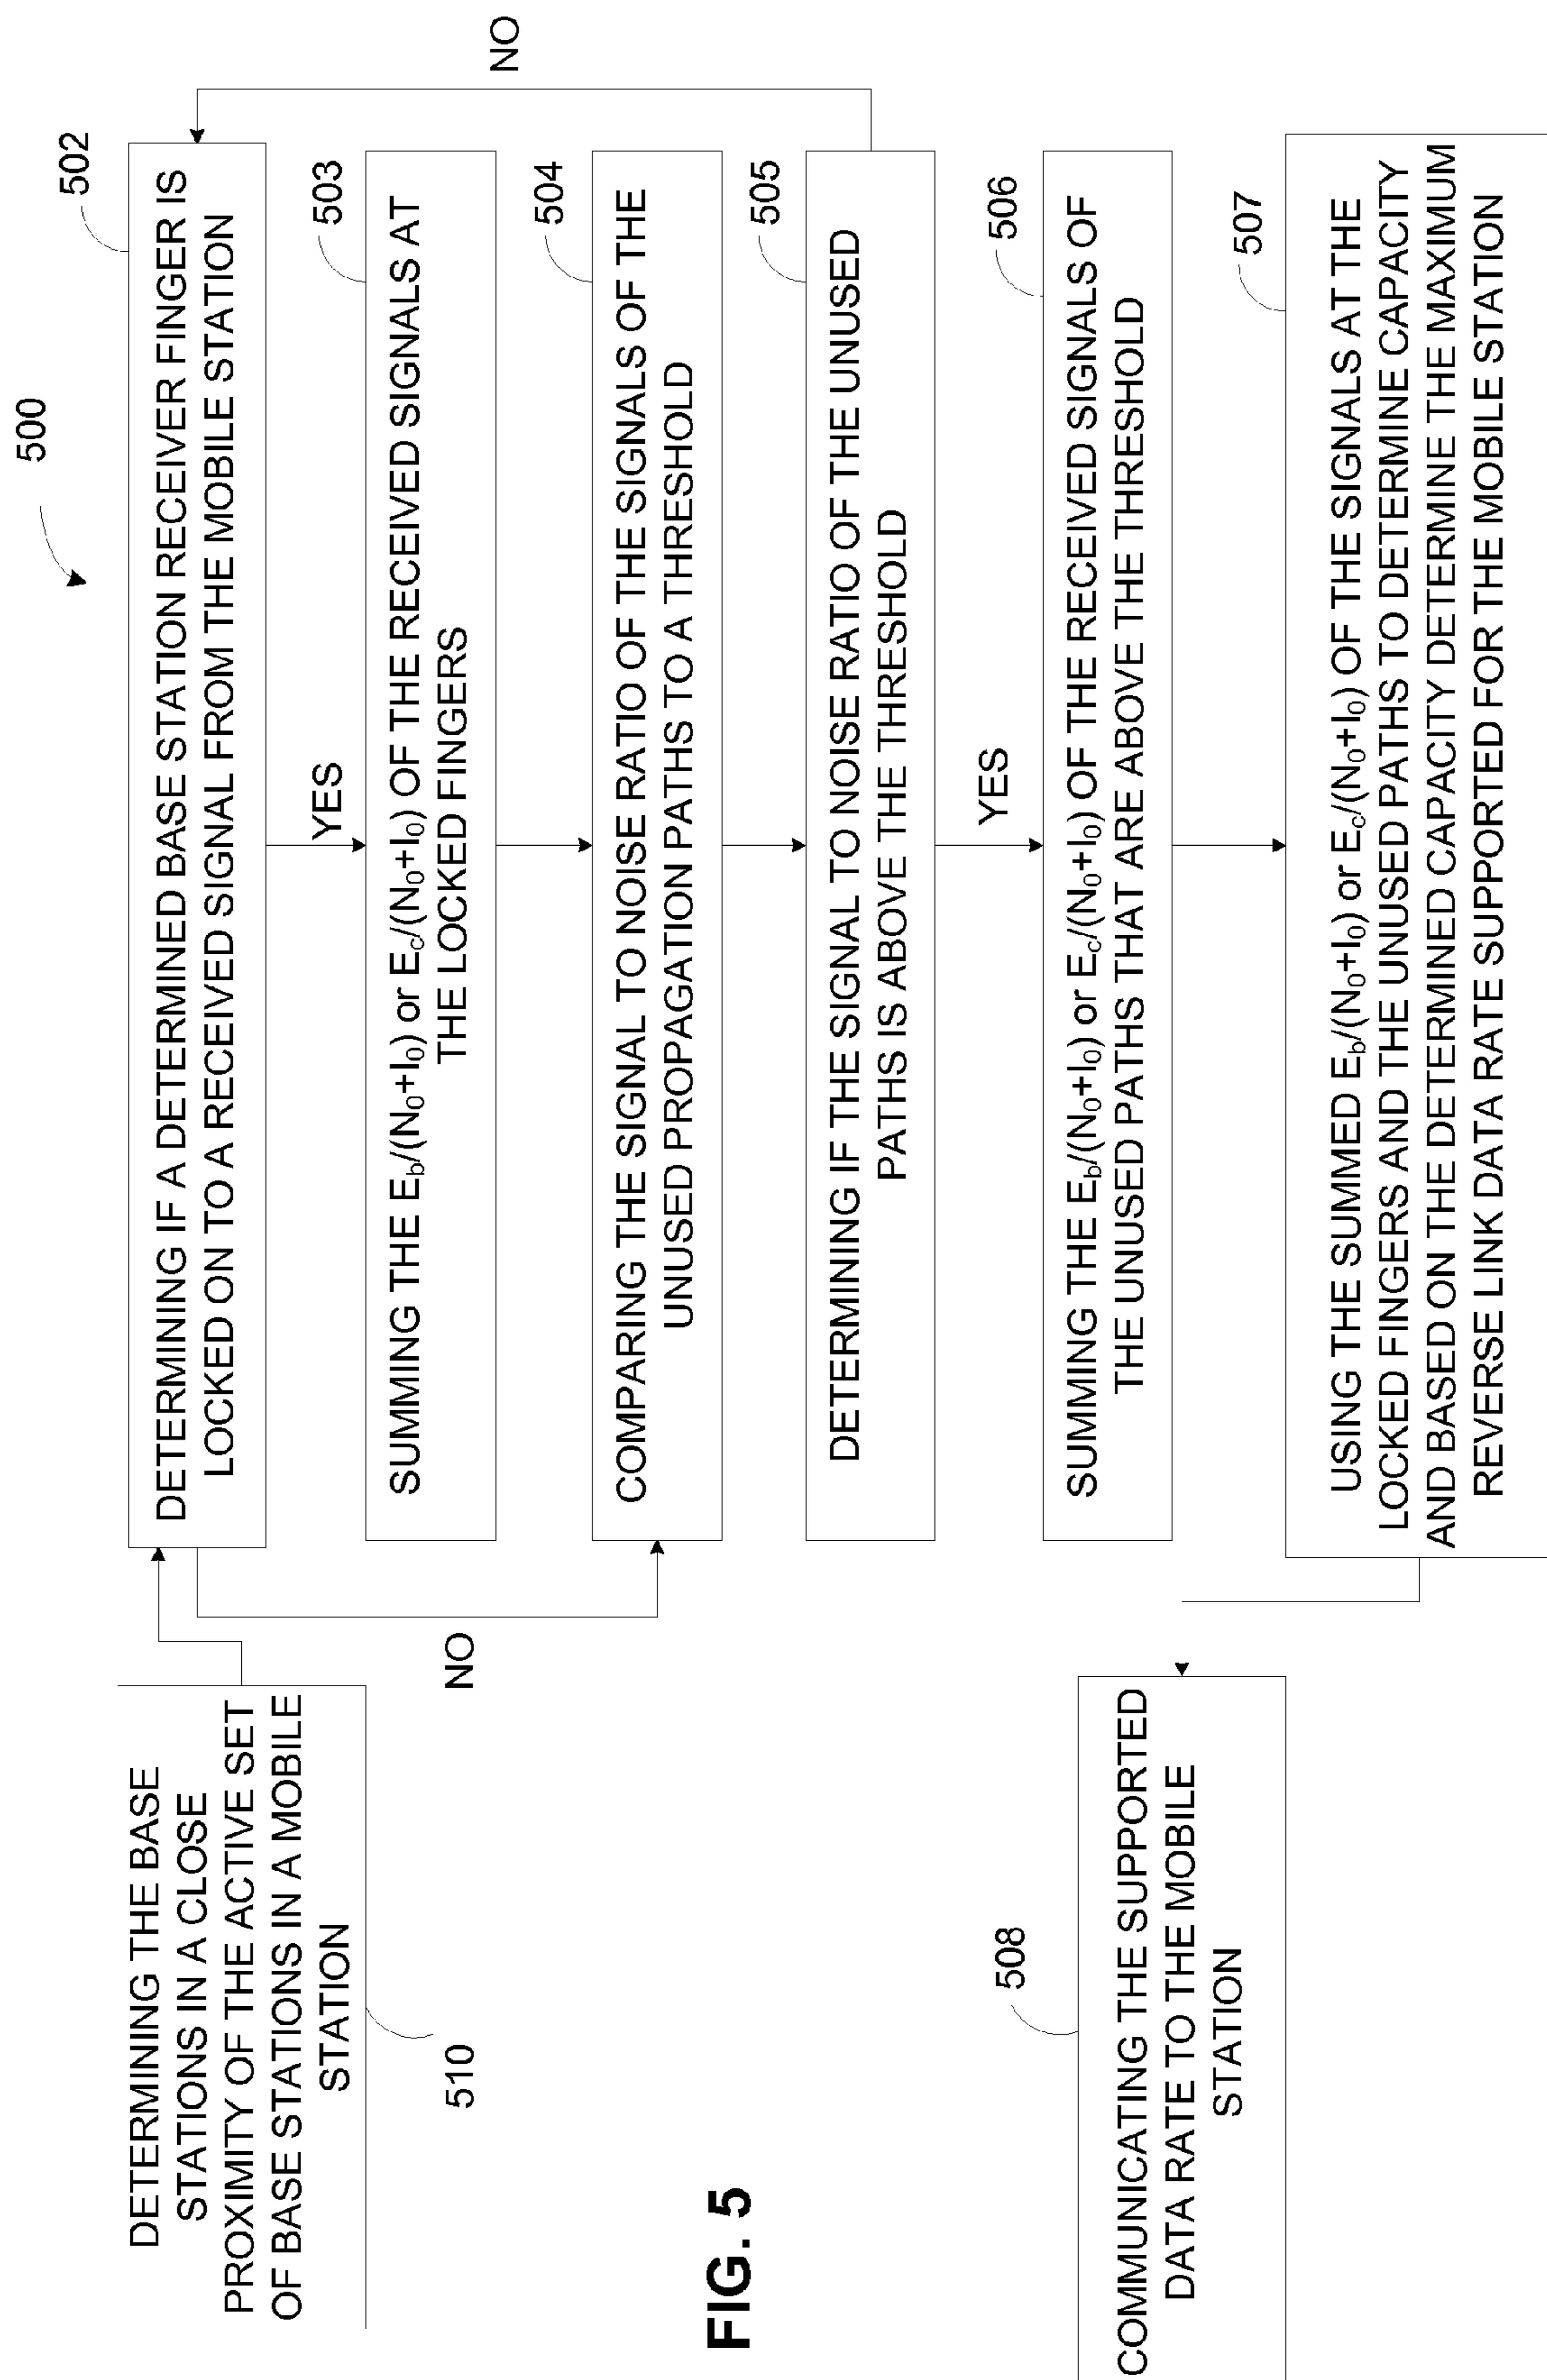 500
DETERMINING THE BASE
STATIONS IN A CLOSE
PROXIMITY OF THE ACTIVE SET
OF BASE STATIONS IN A MOBILE
STATION
510
502
DETERMINING IF A DETERMINED BASE STATION RECEIVER FINGER IS
LOCKED ON TO A RECEIVED SIGNAL FROM THE MOBILE STATION
NO
YES
503
SUMMING THE E_b/(N_0+I_0) or E_c/(N_0+I_0) OF THE RECEIVED SIGNALS AT
THE LOCKED FINGERS
504
COMPARING THE SIGNAL TO NOISE RATIO OF THE SIGNALS OF THE
UNUSED PROPAGATION PATHS TO A THRESHOLD
505
DETERMINING IF THE SIGNAL TO NOISE RATIO OF THE UNUSED
PATHS IS ABOVE THE THRESHOLD
NO
YES
506
SUMMING THE E_b/(N_0+I_0) or E_c/(N_0+I_0) OF THE RECEIVED SIGNALS OF
THE UNUSED PATHS THAT ARE ABOVE THE THRESHOLD
507
USING THE SUMMED E_b/(N_0+I_0) or E_c/(N_0+I_0) OF THE SIGNALS AT THE
LOCKED FINGERS AND THE UNUSED PATHS TO DETERMINE CAPACITY
AND BASED ON THE DETERMINED CAPACITY DETERMINE THE MAXIMUM
REVERSE LINK DATA RATE SUPPORTED FOR THE MOBILE STATION
508
COMMUNICATING THE SUPPORTED
DATA RATE TO THE MOBILE
STATION
FIG. 5